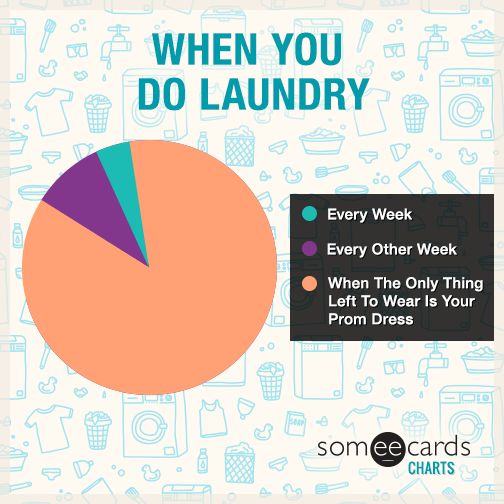 WHEN YOU
DO LAUNDRY
Every Week
Every Other Week
When The Only Thing
Left To Wear Is Your
Prom Dress
SOAP
someecards
CHARTS